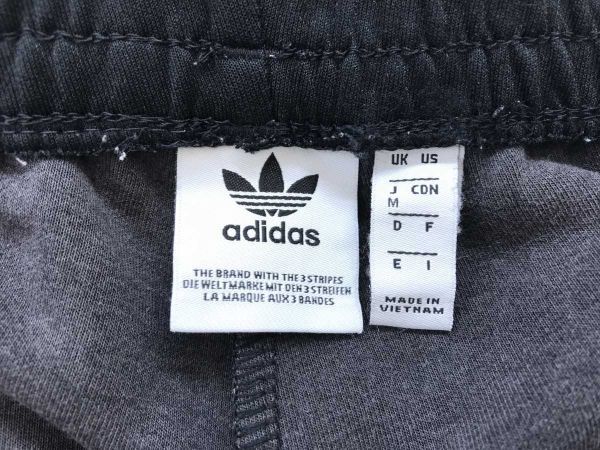 adidas
THE BRAND WITH THE 3 STRIPES
DIE WELTMARKE MIT DEN 3 STREIFEN
LA MARQUE AUX 3 BANDES
UK US
J CDN
M
D F
E I
MADE IN
VIETNAM